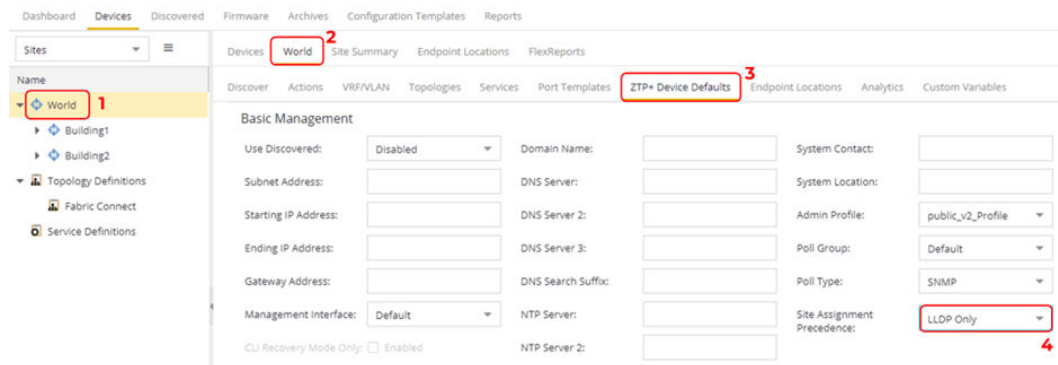 Dashboard Devices Discovered Firmware Archives Configuration Templates Reports
Sites
Devices World 2 Site Summary Endpoint Locations FlexReports
Name
Discover Actions VRF/VLAN Topologies Services Port Templates ZTP+ Device Defaults 3 Endpoint Locations Analytics Custom Variables
World 1
Building1
Building2
Topology Definitions
Fabric Connect
Service Definitions
Basic Management
Use Discovered: Disabled Domain Name: System Contact:
Subnet Address: DNS Server: System Location:
Starting IP Address: DNS Server 2: Admin Profile: public_v2_Profile
Ending IP Address: DNS Server 3: Poll Group: Default
Gateway Address: DNS Search Suffix: Poll Type: SNMP
Management Interface: Default NTP Server: Site Assignment Precedence: LLDP Only 4
CLI Recovery Mode Only: Enabled NTP Server 2: